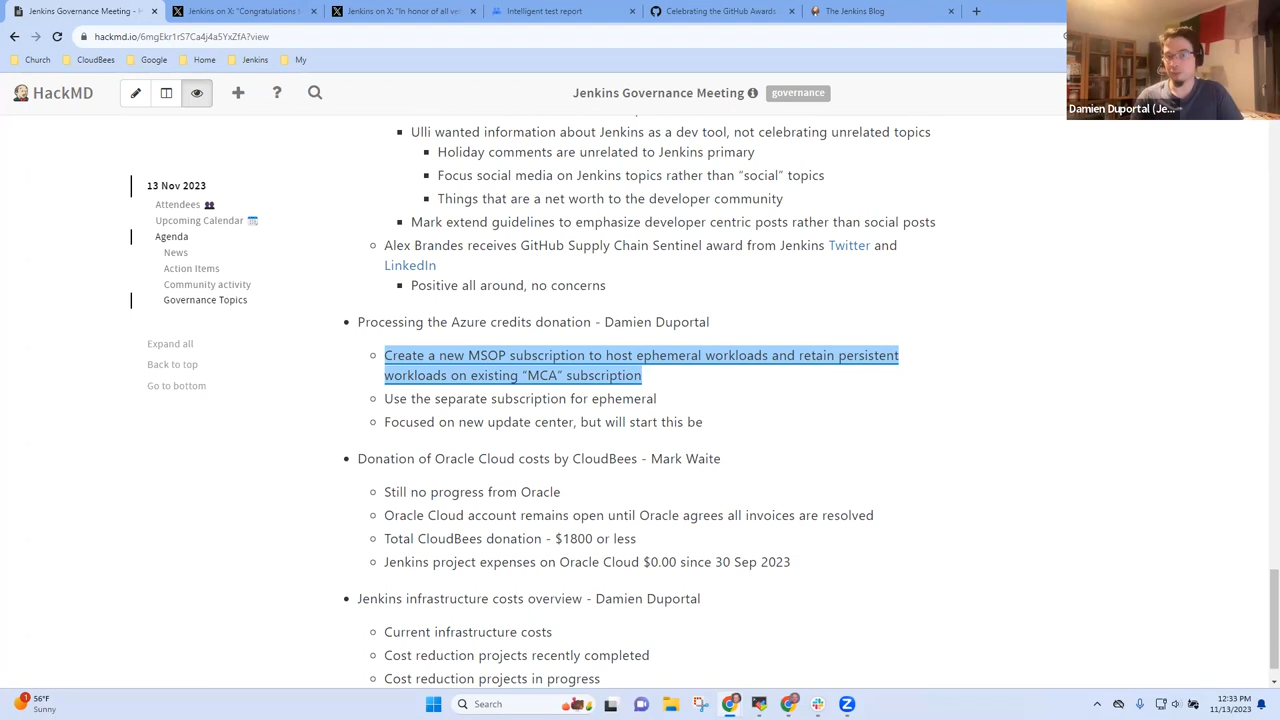 Jenkins Governance Meeting -
Jenkins on X: "Congratulations
Jenkins on X: "In honor of all vet
Intelligent test report
Celebrating the GitHub Awards
The Jenkins Blog
hackmd.io/6mgEkr1rS7Ca4j4a5YxZfA?view
Church
CloudBees
Google
Home
Jenkins
My
HackMD
Jenkins Governance Meeting
governance
Damien Duportal (Je...
13 Nov 2023
Attendees
Upcoming Calendar
Agenda
News
Action Items
Community activity
Governance Topics
Expand all
Back to top
Go to bottom
Ulli wanted information about Jenkins as a dev tool, not celebrating unrelated topics
Holiday comments are unrelated to Jenkins primary
Focus social media on Jenkins topics rather than “social” topics
Things that are a net worth to the developer community
Mark extend guidelines to emphasize developer centric posts rather than social posts
Alex Brandes receives GitHub Supply Chain Sentinel award from Jenkins Twitter and
LinkedIn
Positive all around, no concerns
Processing the Azure credits donation - Damien Duportal
Create a new MSOP subscription to host ephemeral workloads and retain persistent
workloads on existing “MCA” subscription
Use the separate subscription for ephemeral
Focused on new update center, but will start this be
Donation of Oracle Cloud costs by CloudBees - Mark Waite
Still no progress from Oracle
Oracle Cloud account remains open until Oracle agrees all invoices are resolved
Total CloudBees donation - $1800 or less
Jenkins project expenses on Oracle Cloud $0.00 since 30 Sep 2023
Jenkins infrastructure costs overview - Damien Duportal
Current infrastructure costs
Cost reduction projects recently completed
Cost reduction projects in progress
1
56°F
Sunny
Search
12:33 PM
11/13/2023